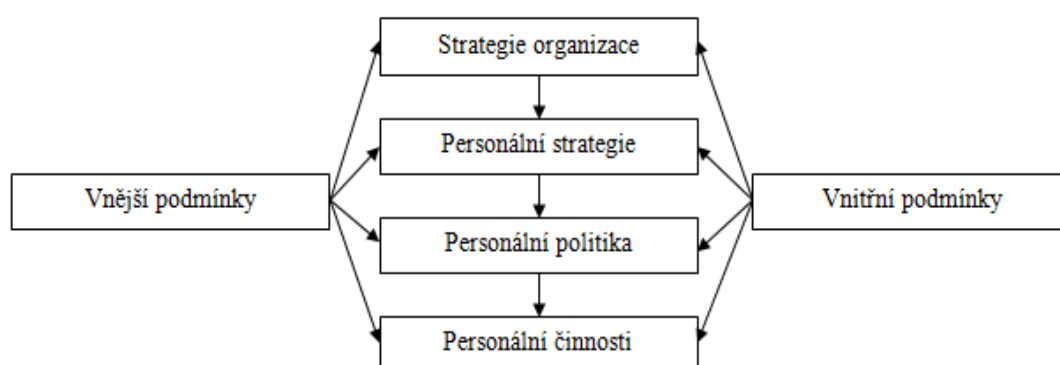 Strategie organizace
Personální strategie
Vnější podmínky
Vnitřní podmínky
Personální politika
Personální činnosti